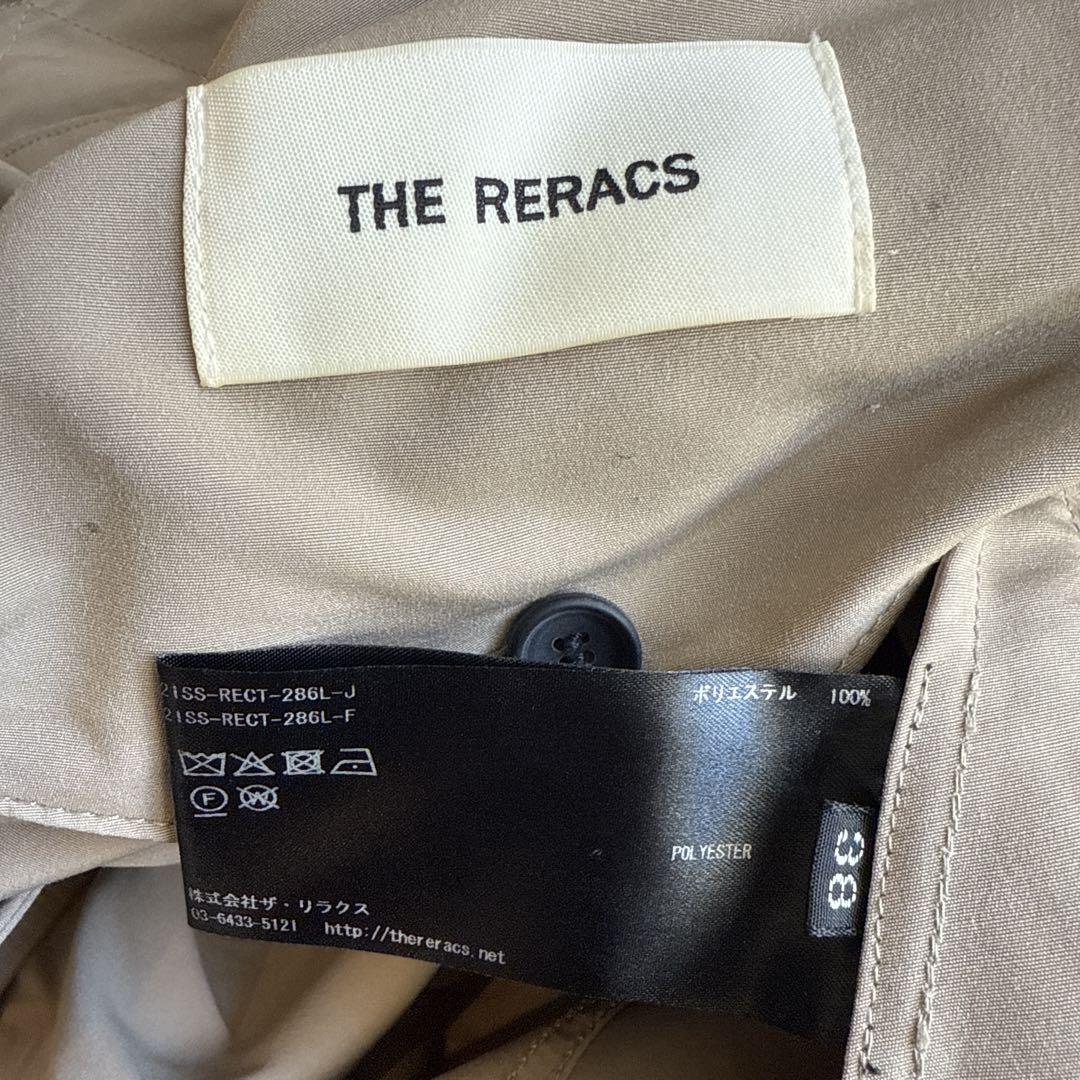 THE RERACS
21SS-RECT-286L-J
21SS-RECT-286L-F
ポリエステル 100%
F
W
POLYESTER
38
株式会社ザ・リラクス
03-6433-5121 http://thereracs.net